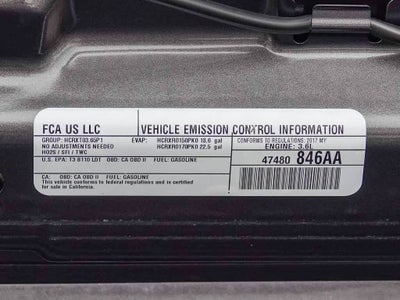 FCA US LLC
VEHICLE EMISSION CONTROL INFORMATION
GROUP: HCRXT03.65P1
EVAP: HCRXR0150PK0 18.6 gal
CONFORMS TO REGULATIONS: 2017 MY
NO ADJUSTMENTS NEEDED
HCRXR0170PK0 22.5 gal
ENGINE: 3.6L
HO2S / SFI / TWC
47480 846AA
U.S. EPA: T3 B110 LDT OBD: CA OBD II FUEL: GASOLINE
CA: OBD: CA OBD II FUEL: GASOLINE
This vehicle conforms to federal regulations and is certified for
sale in California.